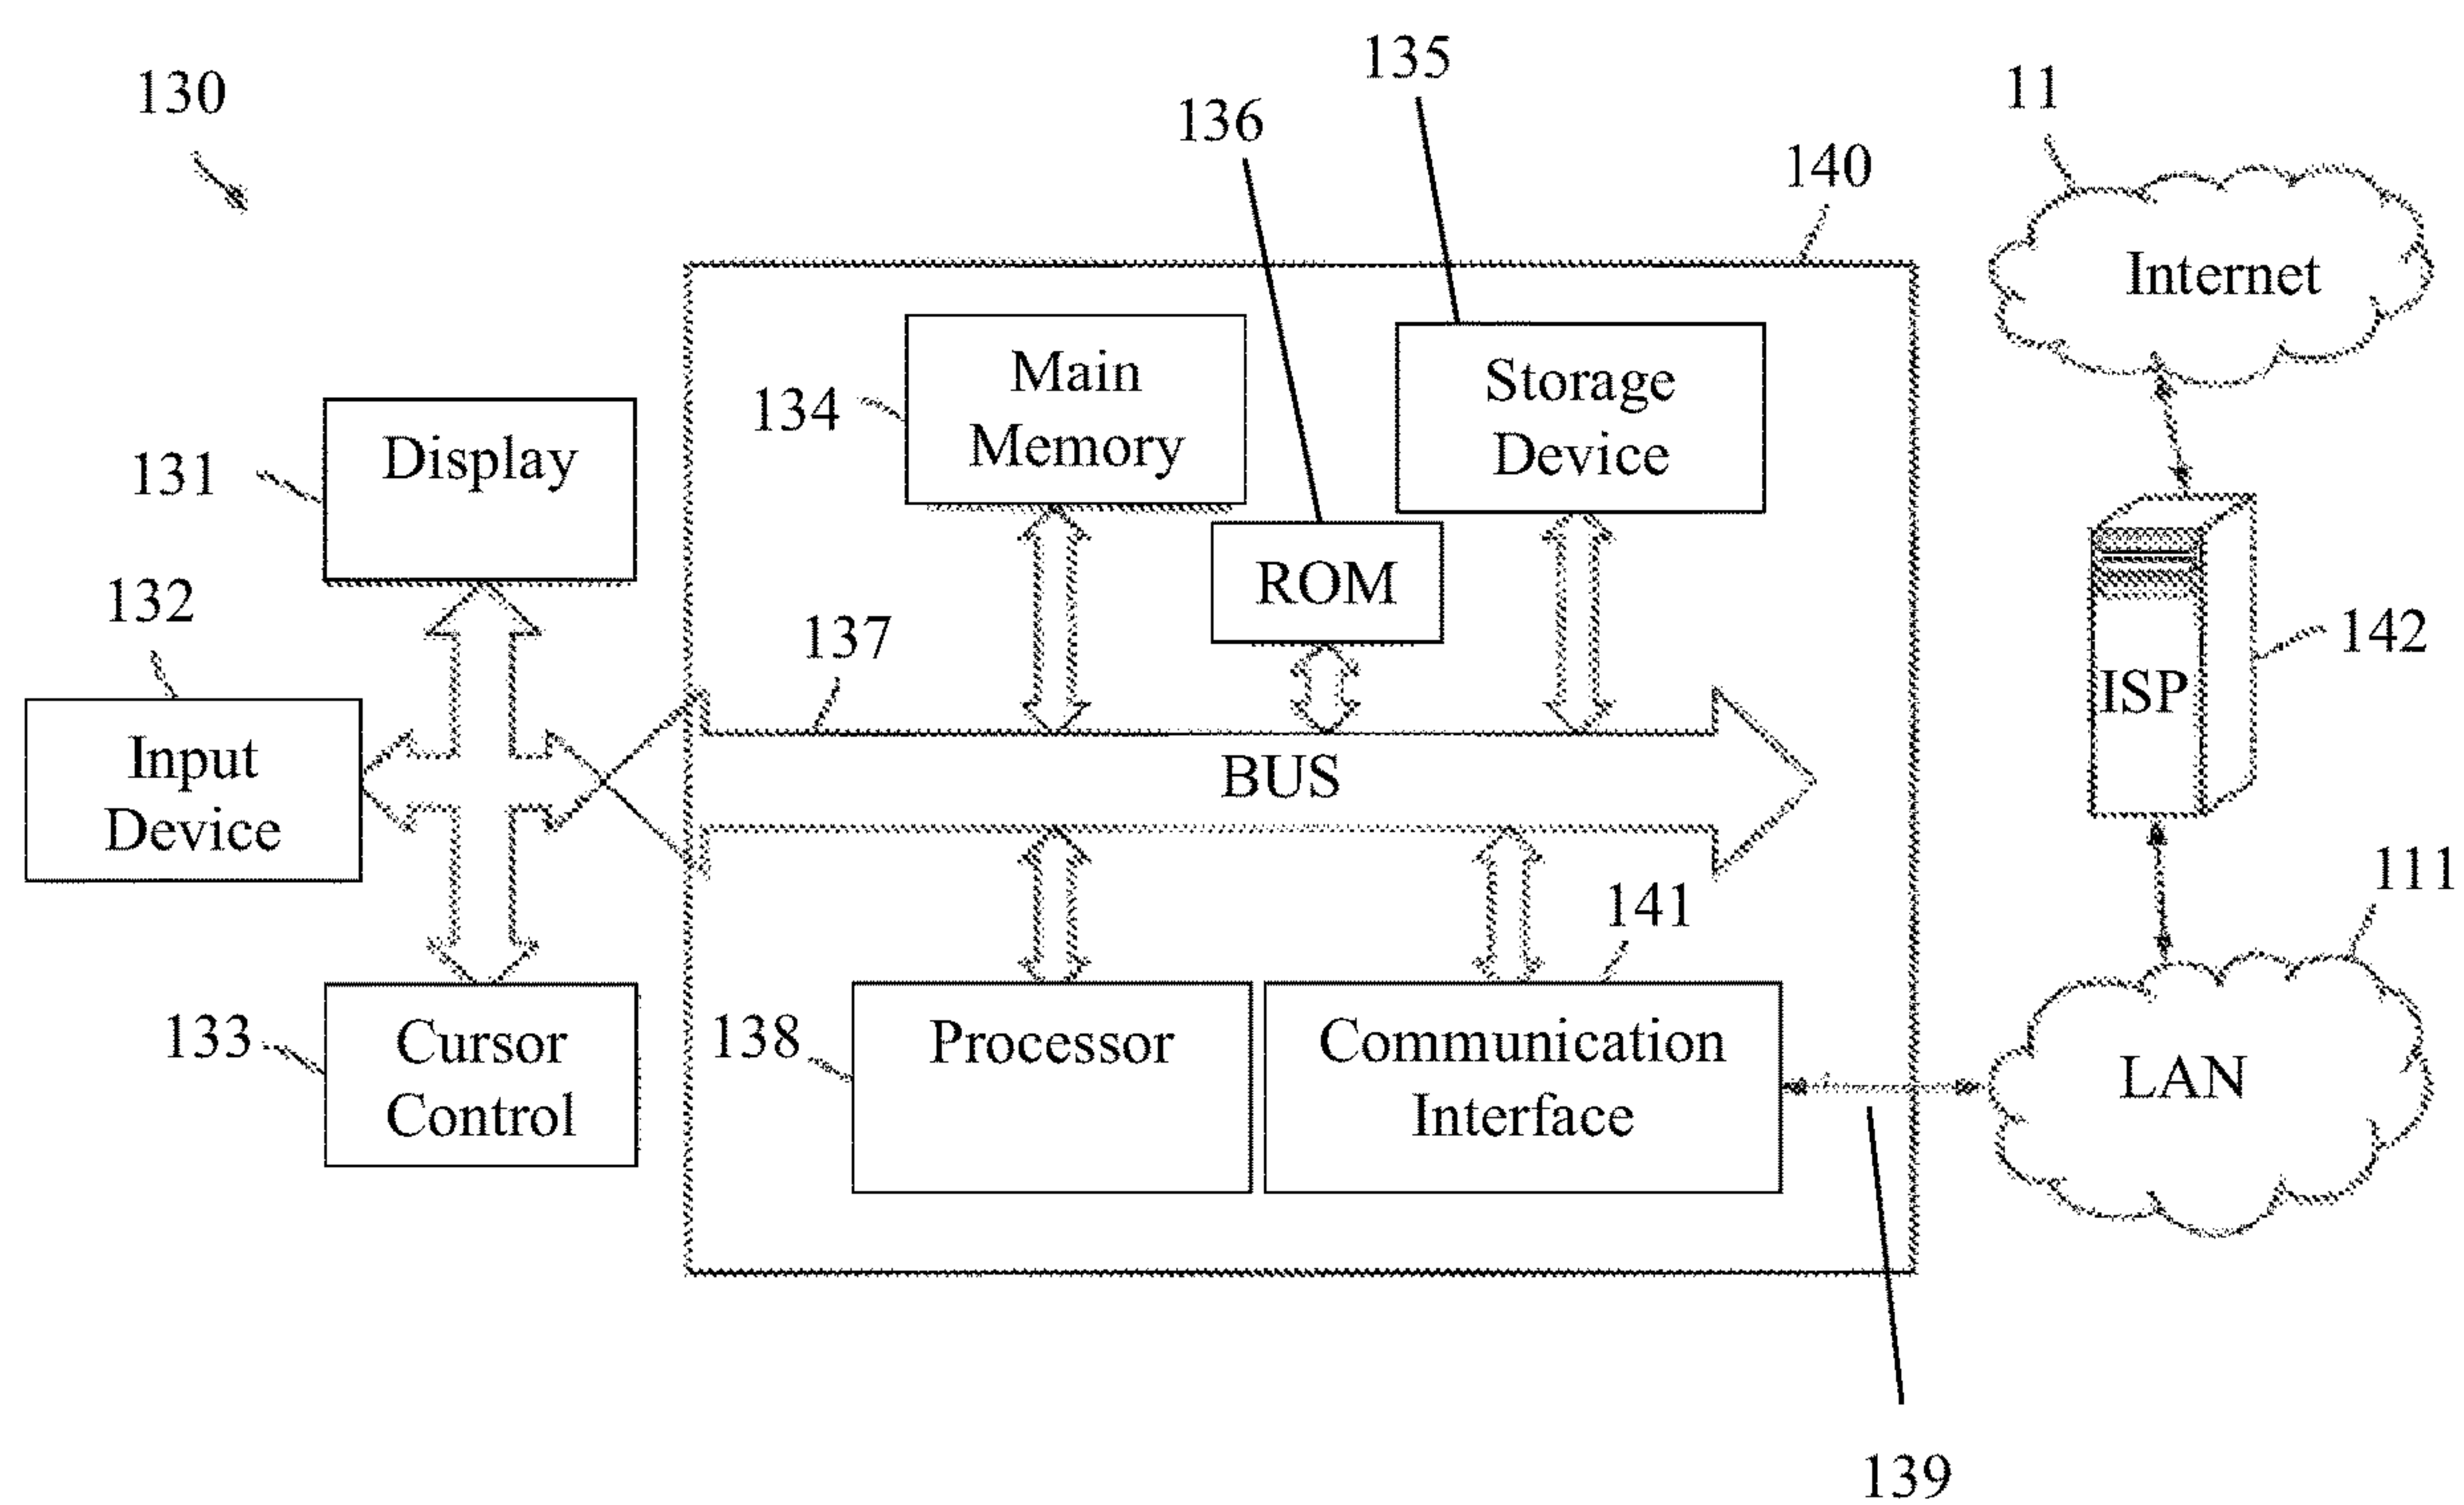 135
11
130
136
140
Internet
Main
Memory
Storage
Device
134
Display
131
ROM
132
137
142
ISP
Input
Device
BUS
111
141
133
Cursor
Control
138
Processor
Communication
Interface
LAN
139